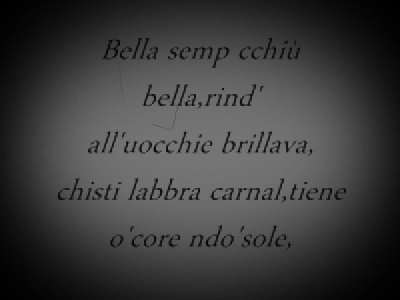 Bella semp cchiù
bella,rind'
all'uocchie brillava,
chisti labbra carnal,tiene
o'core ndo'sole,